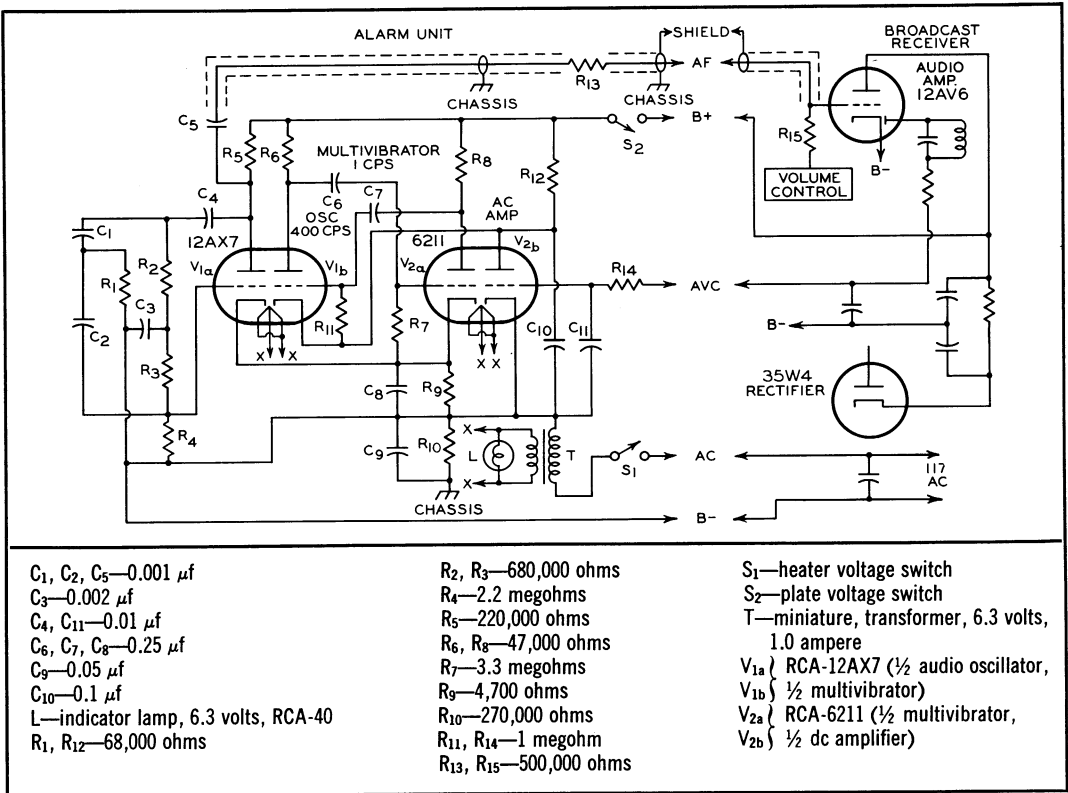 ALARM UNIT
SHIELD
BROADCAST
RECEIVER
AF
AUDIO
AMP.
12AV6
R13
CHASSIS
CHASSIS
C5
B+
S2
R15
R5
R6
MULTIVIBRATOR
1 CPS
R8
R12
B-
VOLUME
CONTROL
C4
C6
C7
OSC
400 CPS
AC
AMP
C1
12AX7
6211
V2b
V1a
V1b
V2a
R2
R1
R14
AVC
C3
C2
R11
R7
C10
C11
B-
X X
X X
R3
C8
R9
35W4
RECTIFIER
R4
C9
R10
X
L
T
X
S1
AC
117
AC
CHASSIS
B-
C1, C2, C5—0.001 µf
C3—0.002 µf
C4, C11—0.01 µf
C6, C7, C8—0.25 µf
C9—0.05 µf
C10—0.1 µf
L—indicator lamp, 6.3 volts, RCA-40
R1, R12—68,000 ohms
R2, R3—680,000 ohms
R4—2.2 megohms
R5—220,000 ohms
R6, R8—47,000 ohms
R7—3.3 megohms
R9—4,700 ohms
R10—270,000 ohms
R11, R14—1 megohm
R13, R15—500,000 ohms
S1—heater voltage switch
S2—plate voltage switch
T—miniature, transformer, 6.3 volts,
1.0 ampere
V1a } RCA-12AX7 (½ audio oscillator,
V1b } ½ multivibrator)
V2a } RCA-6211 (½ multivibrator,
V2b } ½ dc amplifier)